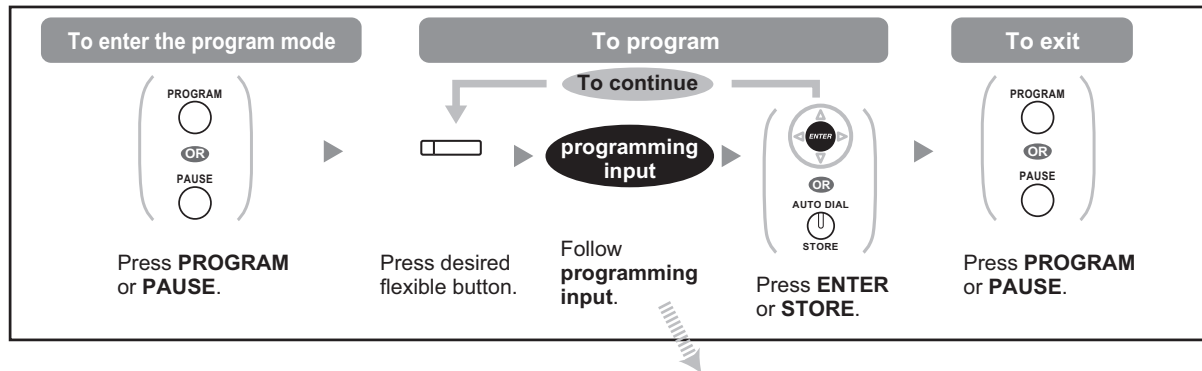 To enter the program mode
To program
To exit
To continue
PROGRAM
OR
PAUSE
programming
input
ENTER
OR
AUTO DIAL
STORE
PROGRAM
OR
PAUSE
Press PROGRAM
or PAUSE.
Press desired
flexible button.
Follow
programming
input.
Press ENTER
or STORE.
Press PROGRAM
or PAUSE.